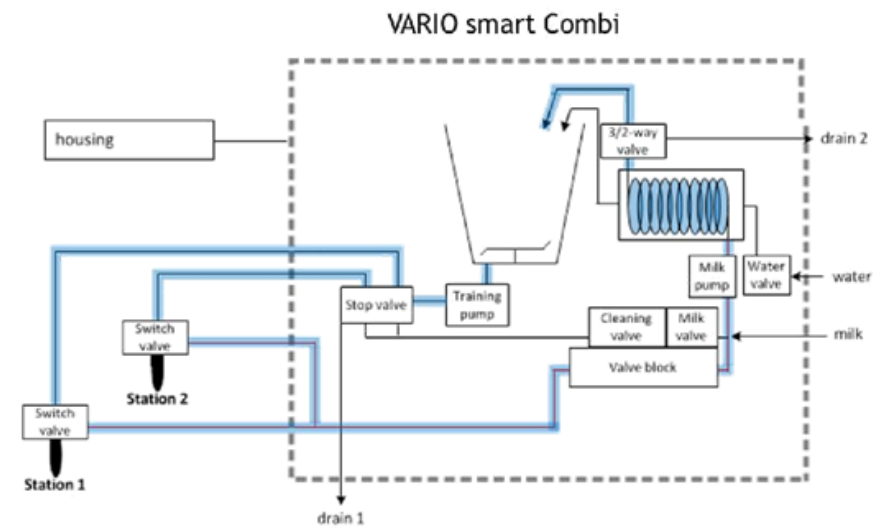 VARIO smart Combi
housing
3/2-way
valve
drain 2
Milk
pump
Water
valve
water
Stop valve
Training
pump
Cleaning
valve
Milk
valve
milk
Switch
valve
Station 2
Valve block
Switch
valve
Station 1
drain 1